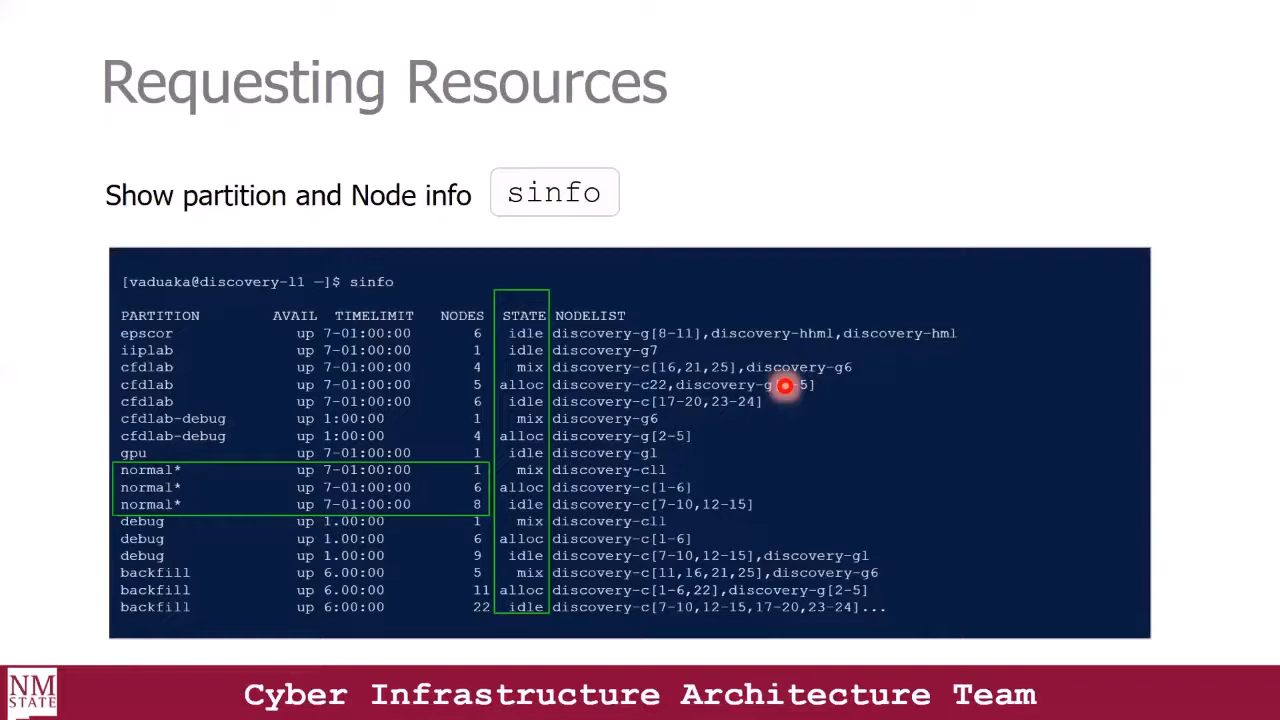 Requesting Resources
Show partition and Node info sinfo
[vaduaka@discovery-l1 ~]$ sinfo
PARTITION AVAIL TIMELIMIT NODES STATE NODELIST
epscor up 7-01:00:00 6 idle discovery-g[8-11],discovery-hhml,discovery-hml
iiplab up 7-01:00:00 1 idle discovery-g7
cfdlab up 7-01:00:00 4 mix discovery-c[16,21,25],discovery-g6
cfdlab up 7-01:00:00 5 alloc discovery-c22,discovery-g[2-5]
cfdlab up 7-01:00:00 6 idle discovery-c[17-20,23-24]
cfdlab-debug up 1:00:00 1 mix discovery-g6
cfdlab-debug up 1:00:00 4 alloc discovery-g[2-5]
gpu up 7-01:00:00 1 idle discovery-gl
normal* up 7-01:00:00 1 mix discovery-cll
normal* up 7-01:00:00 6 alloc discovery-c[1-6]
normal* up 7-01:00:00 8 idle discovery-c[7-10,12-15]
debug up 1.00:00 1 mix discovery-cll
debug up 1.00:00 6 alloc discovery-c[1-6]
debug up 1.00:00 9 idle discovery-c[7-10,12-15],discovery-gl
backfill up 6.00:00 5 mix discovery-c[11,16,21,25],discovery-g6
backfill up 6.00:00 11 alloc discovery-c[1-6,22],discovery-g[2-5]
backfill up 6:00:00 22 idle discovery-c[7-10,12-15,17-20,23-24]...
NM
STATE
Cyber Infrastructure Architecture Team